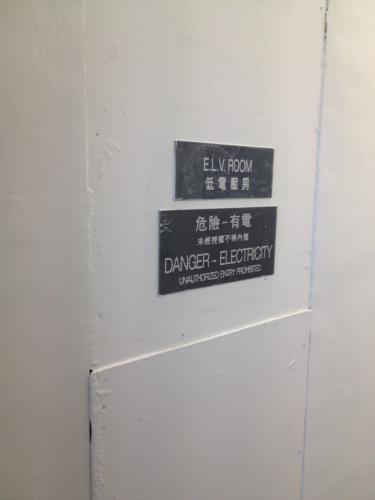 E.L.V. ROOM
低電壓房
危險-有電
未經授權不得內進
DANGER - ELECTRICITY
UNAUTHORIZED ENTRY PROHIBITED